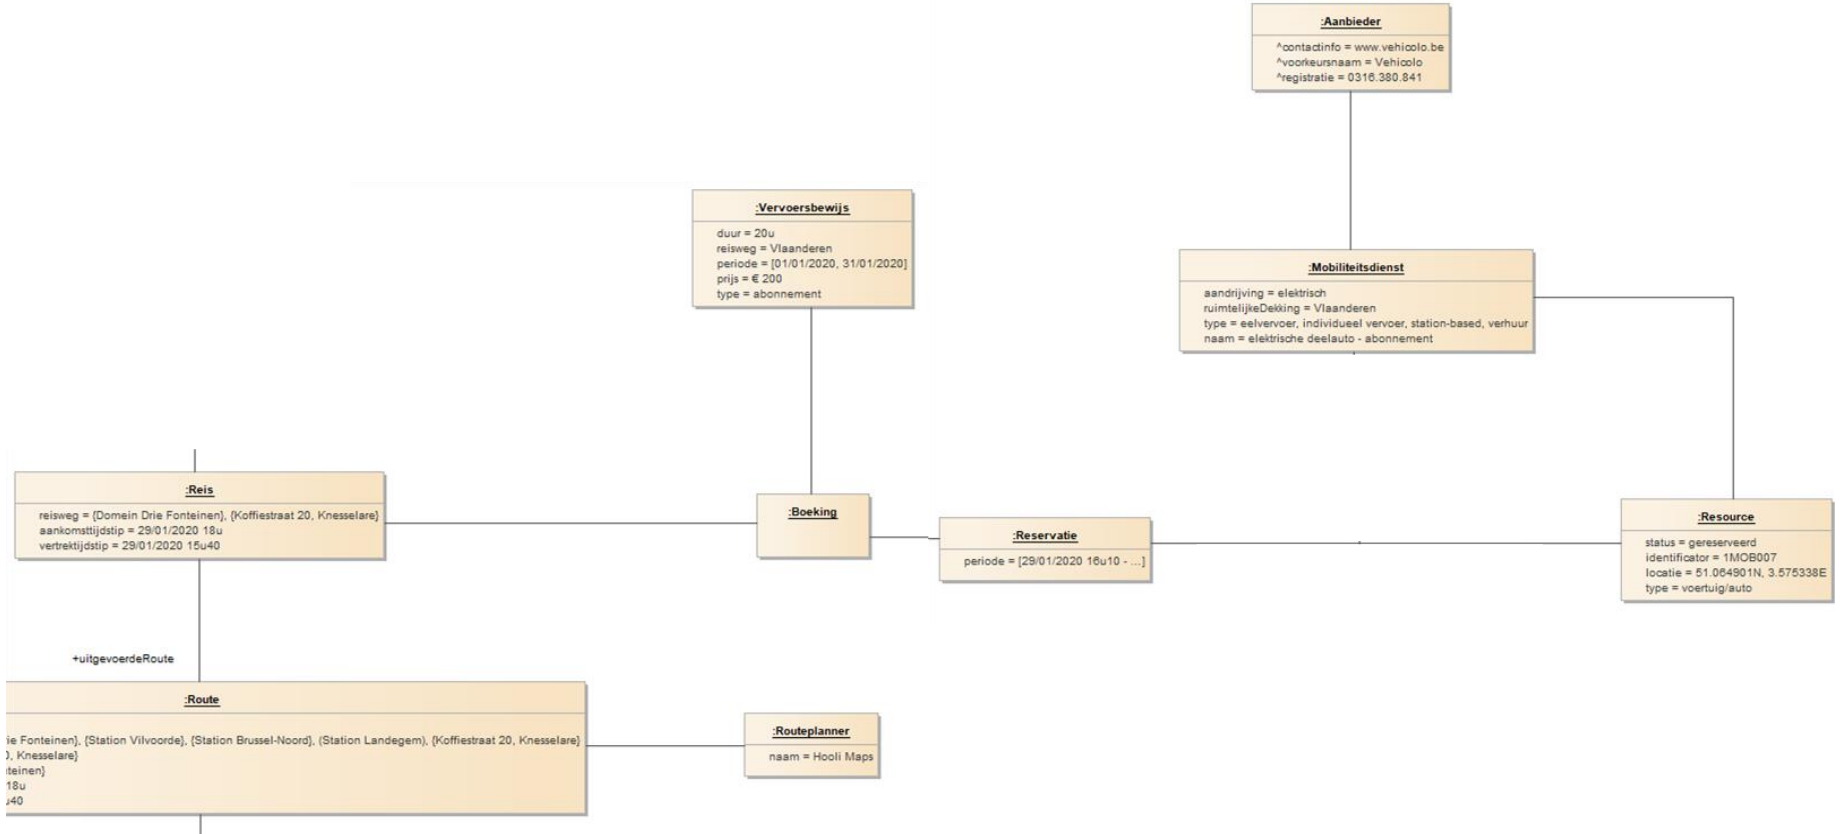 :Aanbieder
^contactinfo = www.vehicolo.be
^voorkeursnaam = Vehicolo
^registratie = 0316.380.841
:Vervoersbewijs
duur = 20u
reisweg = Vlaanderen
periode = [01/01/2020, 31/01/2020]
prijs = € 200
type = abonnement
:Mobiliteitsdienst
aandrijving = elektrisch
ruimtelijkeDekking = Vlaanderen
type = eelvervoer, individueel vervoer, station-based, verhuur
naam = elektrische deelauto - abonnement
:Reis
reisweg = {Domein Drie Fonteinen}, {Koffiestraat 20, Knesselare}
aankomsttijdstip = 29/01/2020 18u
vertrektijdstip = 29/01/2020 15u40
:Boeking
:Reservatie
periode = [29/01/2020 16u10 - ...]
:Resource
status = gereserveerd
identificator = 1MOB007
locatie = 51.064901N, 3.575338E
type = voertuig/auto
+uitgevoerdeRoute
:Route
ie Fonteinen}, {Station Vilvoorde}, {Station Brussel-Noord}, (Station Landegem), {Koffiestraat 20, Knesselare}
0, Knesselare}
nteinen}
18u
u40
:Routeplanner
naam = Hooli Maps